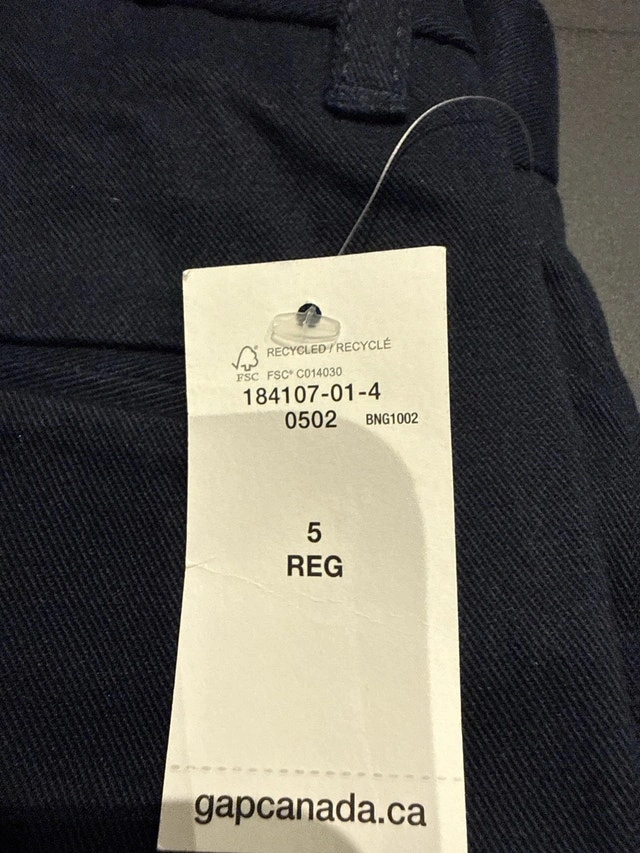 RECYCLED / RECYCLÉ
FSC FSC® C014030
184107-01-4
0502 BNG1002
5
REG
gapcanada.ca